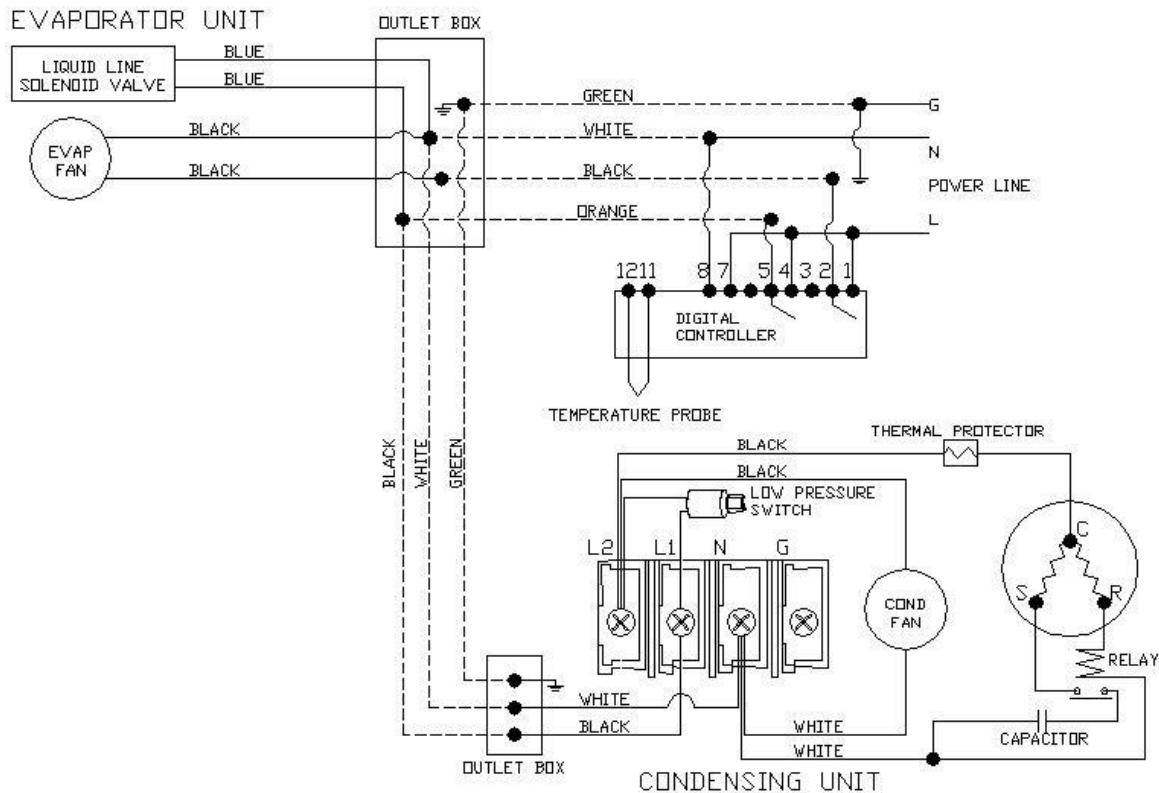 EVAPORATOR UNIT
OUTLET BOX
BLUE
LIQUID LINE
SOLENOID VALVE
BLUE
GREEN
G
BLACK
WHITE
N
EVAP
FAN
BLACK
BLACK
POWER LINE
ORANGE
L
12 11 8 7 5 4 3 2 1
DIGITAL
CONTROLLER
TEMPERATURE PROBE
BLACK
WHITE
GREEN
THERMAL PROTECTOR
BLACK
BLACK
LOW PRESSURE
SWITCH
L2 L1 N G
C
S R
COND
FAN
RELAY
WHITE
BLACK
WHITE
WHITE
CAPACITOR
OUTLET BOX
CONDENSING UNIT